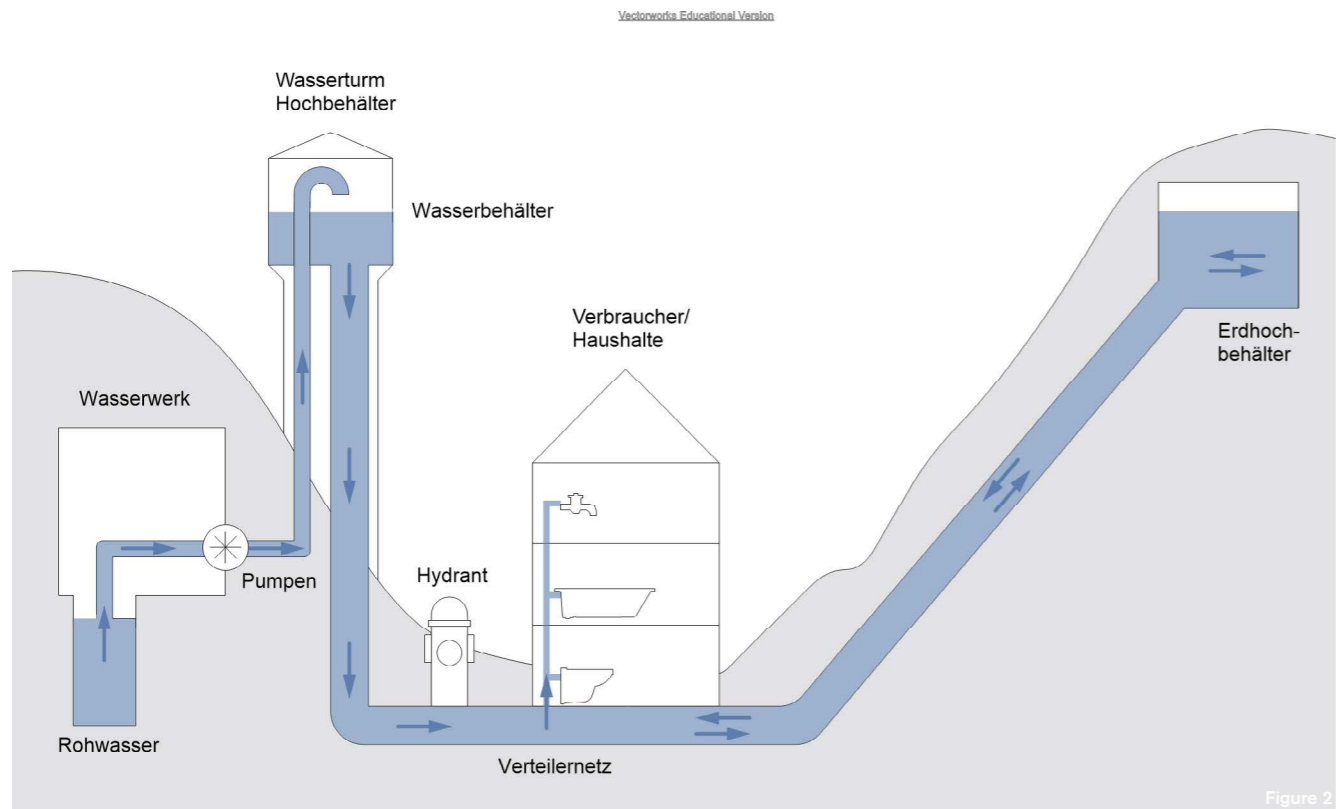 Vectorworks Educational Version
Wasserturm
Hochbehälter
Wasserbehälter
Verbraucher/
Haushalte
Erdhoch-
behälter
Wasserwerk
Pumpen
Hydrant
Rohwasser
Verteilernetz
Figure 2